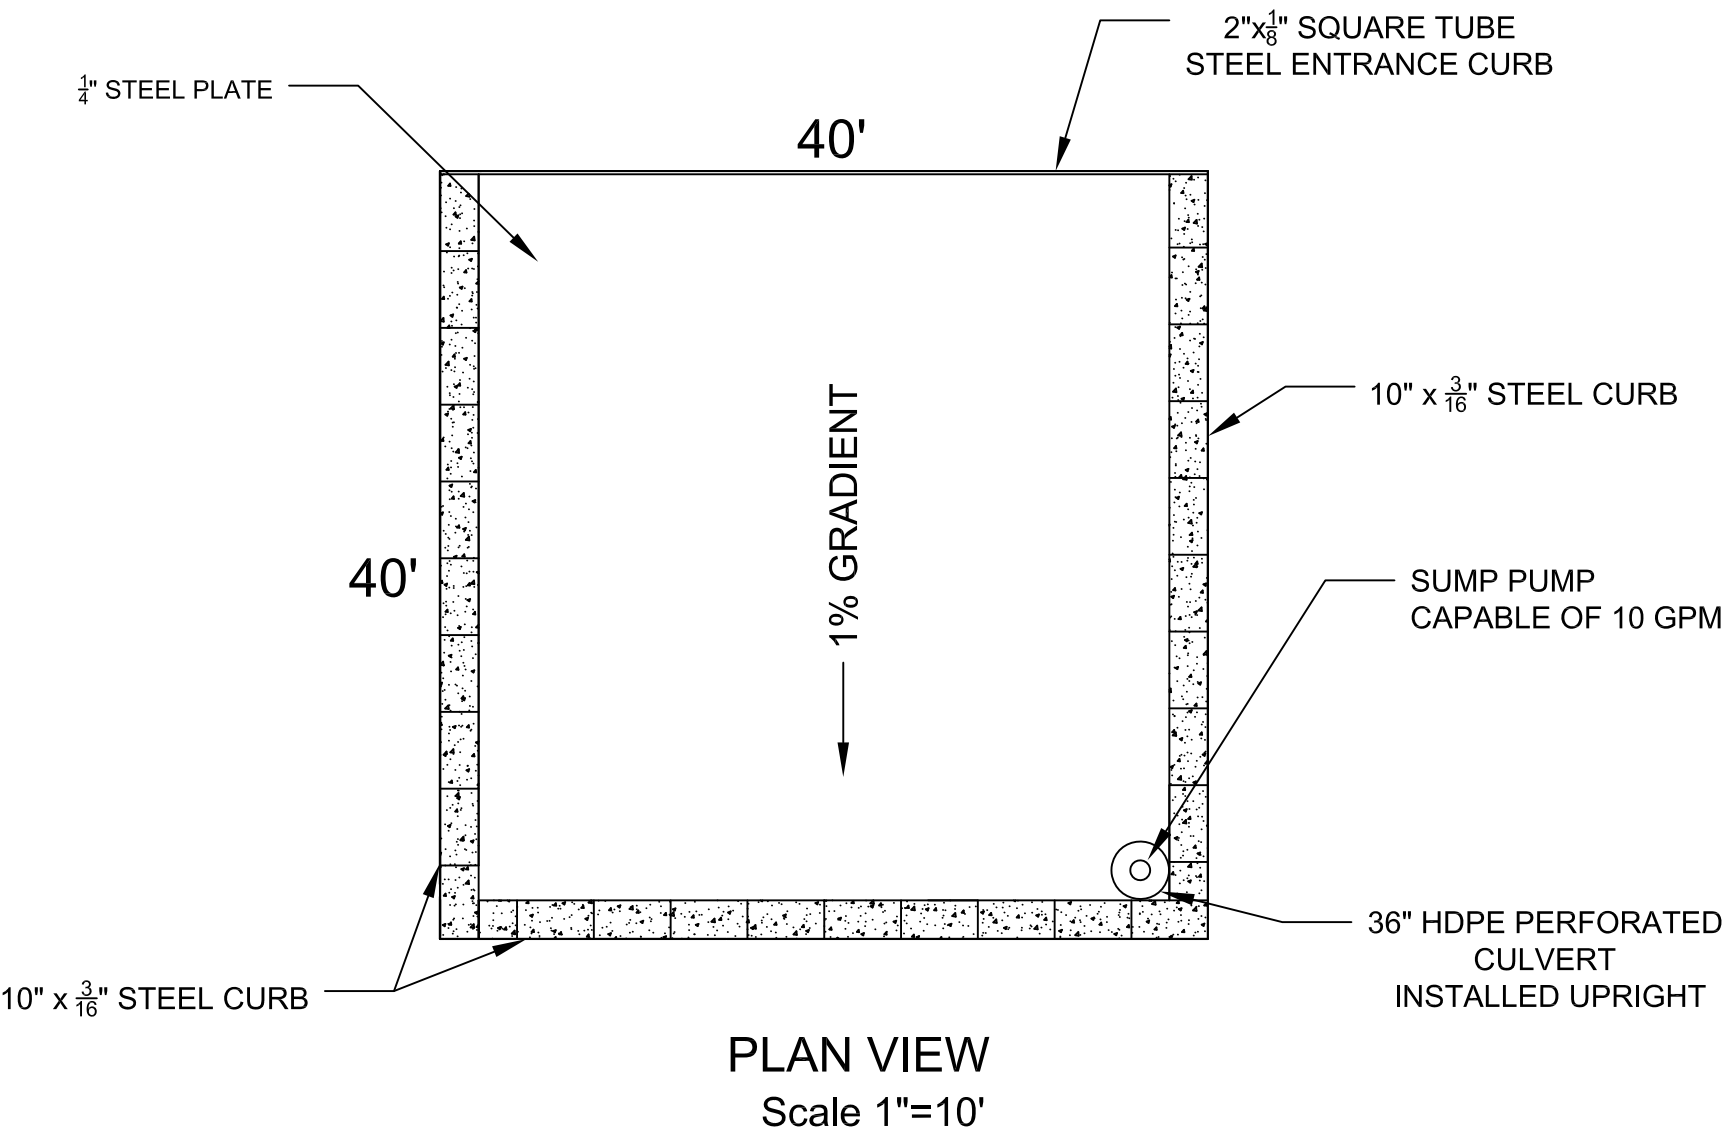 2"x1/8" SQUARE TUBE
STEEL ENTRANCE CURB
1/4" STEEL PLATE
40'
10" x 3/16" STEEL CURB
1% GRADIENT
40'
SUMP PUMP
CAPABLE OF 10 GPM
36" HDPE PERFORATED
CULVERT
INSTALLED UPRIGHT
10" x 3/16" STEEL CURB
PLAN VIEW
Scale 1"=10'